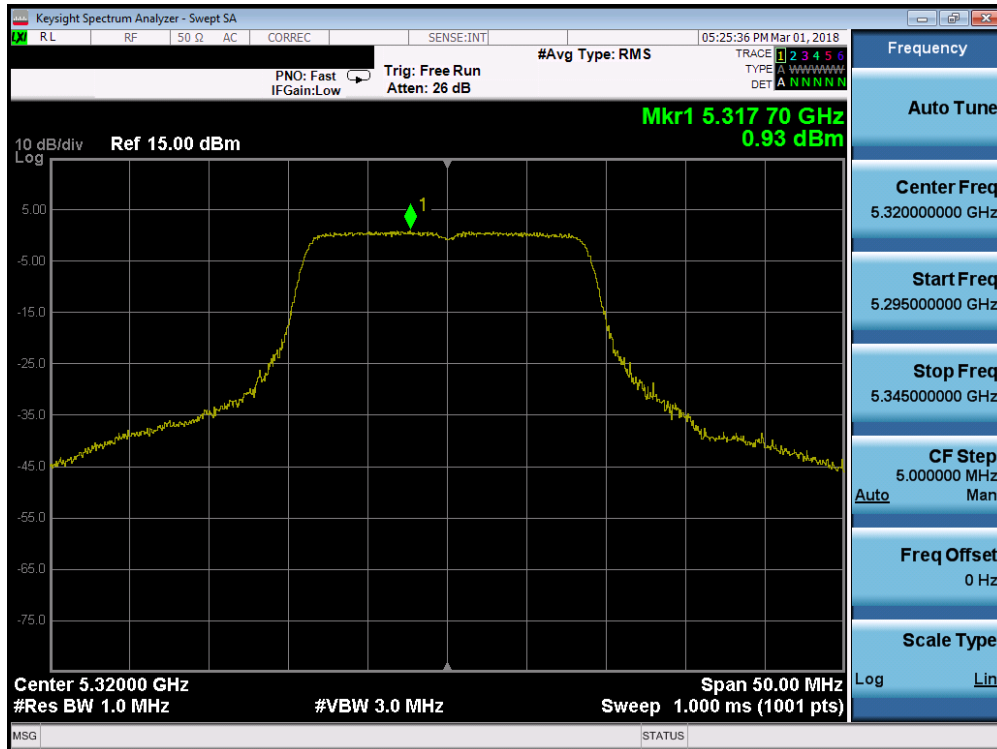 Keysight Spectrum Analyzer - Swept SA
LXI RL RF 50 Ω AC CORREC SENSE:INT 05:25:36 PM Mar 01, 2018
#Avg Type: RMS TRACE 1 2 3 4 5 6
PNO: Fast Trig: Free Run TYPE A WWWWW
IFGain:Low Atten: 26 dB DET A N N N N N
Mkr1 5.317 70 GHz
0.93 dBm
10 dB/div Ref 15.00 dBm
Log
1
5.00
-5.00
-15.0
-25.0
-35.0
-45.0
-55.0
-65.0
-75.0
Center 5.32000 GHz Span 50.00 MHz
#Res BW 1.0 MHz #VBW 3.0 MHz Sweep 1.000 ms (1001 pts)
MSG STATUS
Frequency
Auto Tune
Center Freq
5.320000000 GHz
Start Freq
5.295000000 GHz
Stop Freq
5.345000000 GHz
CF Step
5.000000 MHz
Auto Man
Freq Offset
0 Hz
Scale Type
Log Lin